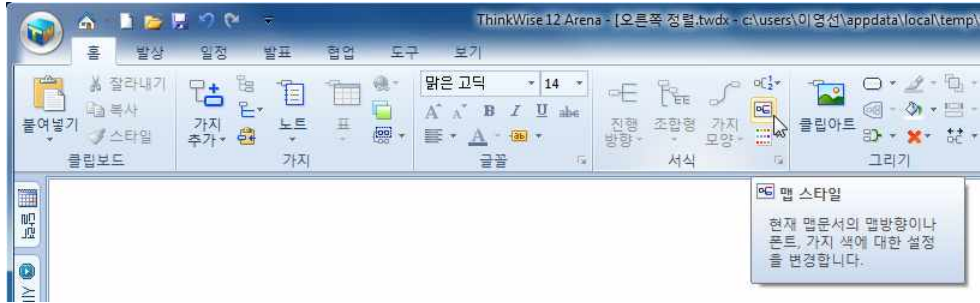 ThinkWise 12 Arena - [오른쪽 정렬.twdx - c:\users\이영선\appdata\local\temp\
홈 발상 일정 발표 협업 도구 보기
붙여넣기
잘라내기
복사
스타일
클립보드
가지
추가
노트
표
가지
맑은 고딕 14
A A B I U abc
A ab
글꼴
진행
방향
조합형
가지
모양
서식
클립아트
그리기
맵 스타일
현재 맵문서의 맵방향이나
폰트, 가지 색에 대한 설정
을 변경합니다.